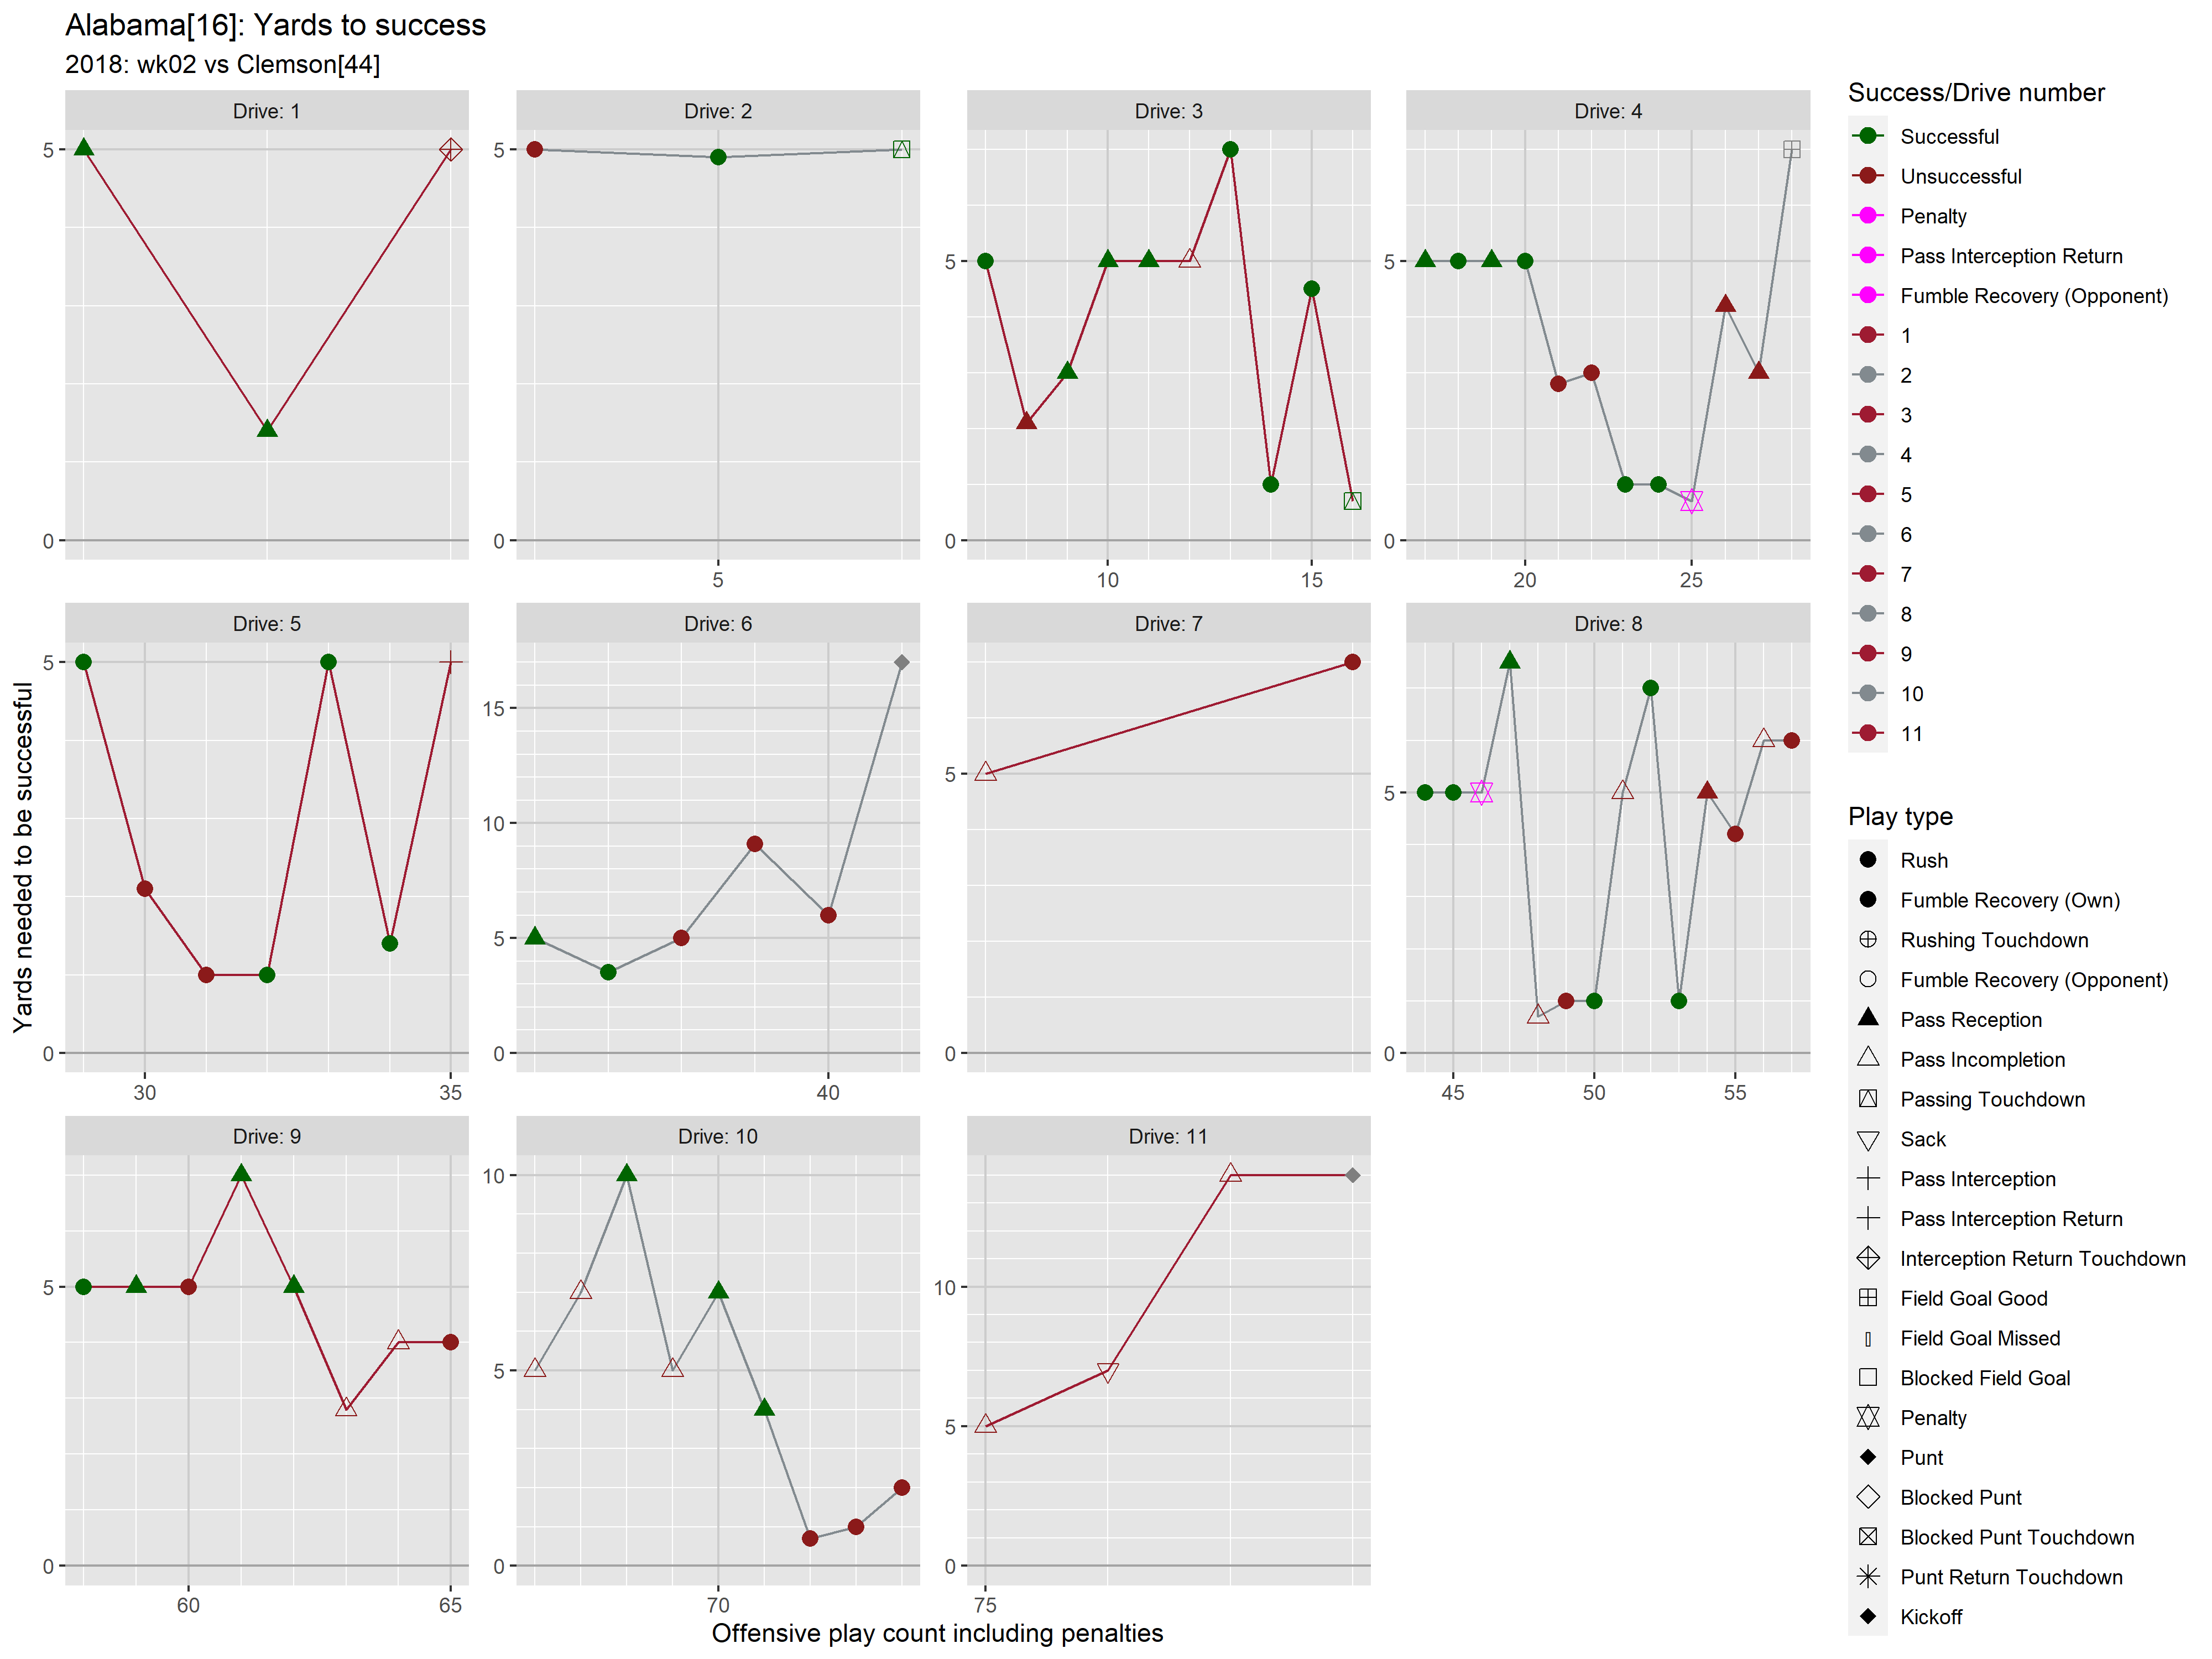 Alabama[16]: Yards to success
2018: wk02 vs Clemson[44]
Drive: 1
Drive: 2
Drive: 3
Drive: 4
5
0
5
0
5
5
0
10
15
5
0
20
25
Drive: 5
Drive: 6
Drive: 7
Drive: 8
5
0
30
35
15
10
5
0
40
5
0
5
0
45
50
55
Drive: 9
Drive: 10
Drive: 11
5
0
60
65
10
5
0
70
10
5
0
75
Yards needed to be successful
Offensive play count including penalties
Success/Drive number
Successful
Unsuccessful
Penalty
Pass Interception Return
Fumble Recovery (Opponent)
1
2
3
4
5
6
7
8
9
10
11
Play type
Rush
Fumble Recovery (Own)
Rushing Touchdown
Fumble Recovery (Opponent)
Pass Reception
Pass Incompletion
Passing Touchdown
Sack
Pass Interception
Pass Interception Return
Interception Return Touchdown
Field Goal Good
Field Goal Missed
Blocked Field Goal
Penalty
Punt
Blocked Punt
Blocked Punt Touchdown
Punt Return Touchdown
Kickoff